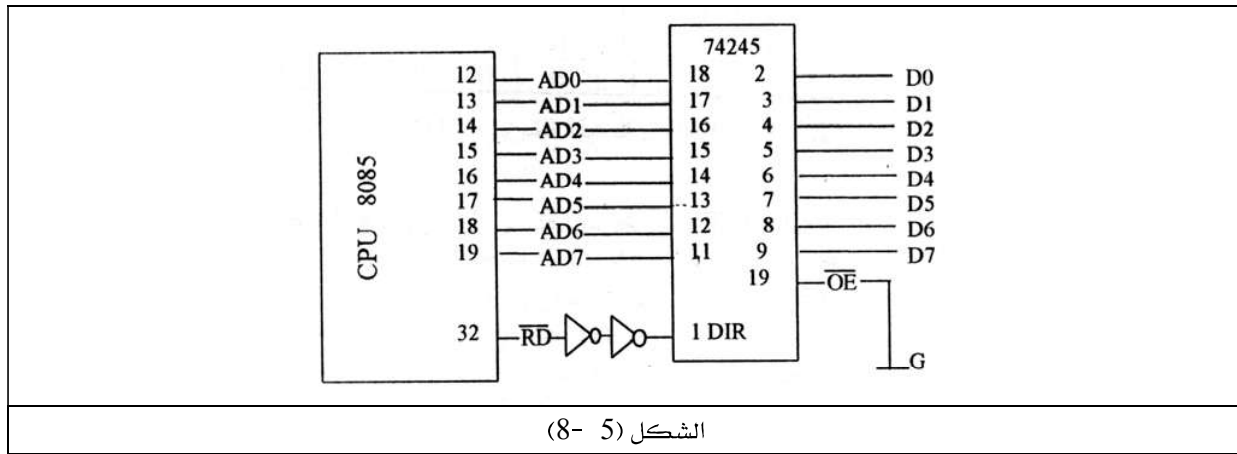 74245
12 AD0 18 2 D0
13 AD1 17 3 D1
14 AD2 16 4 D2
15 AD3 15 5 D3
16 AD4 14 6 D4
17 AD5 13 7 D5
18 AD6 12 8 D6
19 AD7 11 9 D7
CPU 8085
19 O̅E̅
32 R̅D̅ 1 DIR
G
الشكل (5 -8)